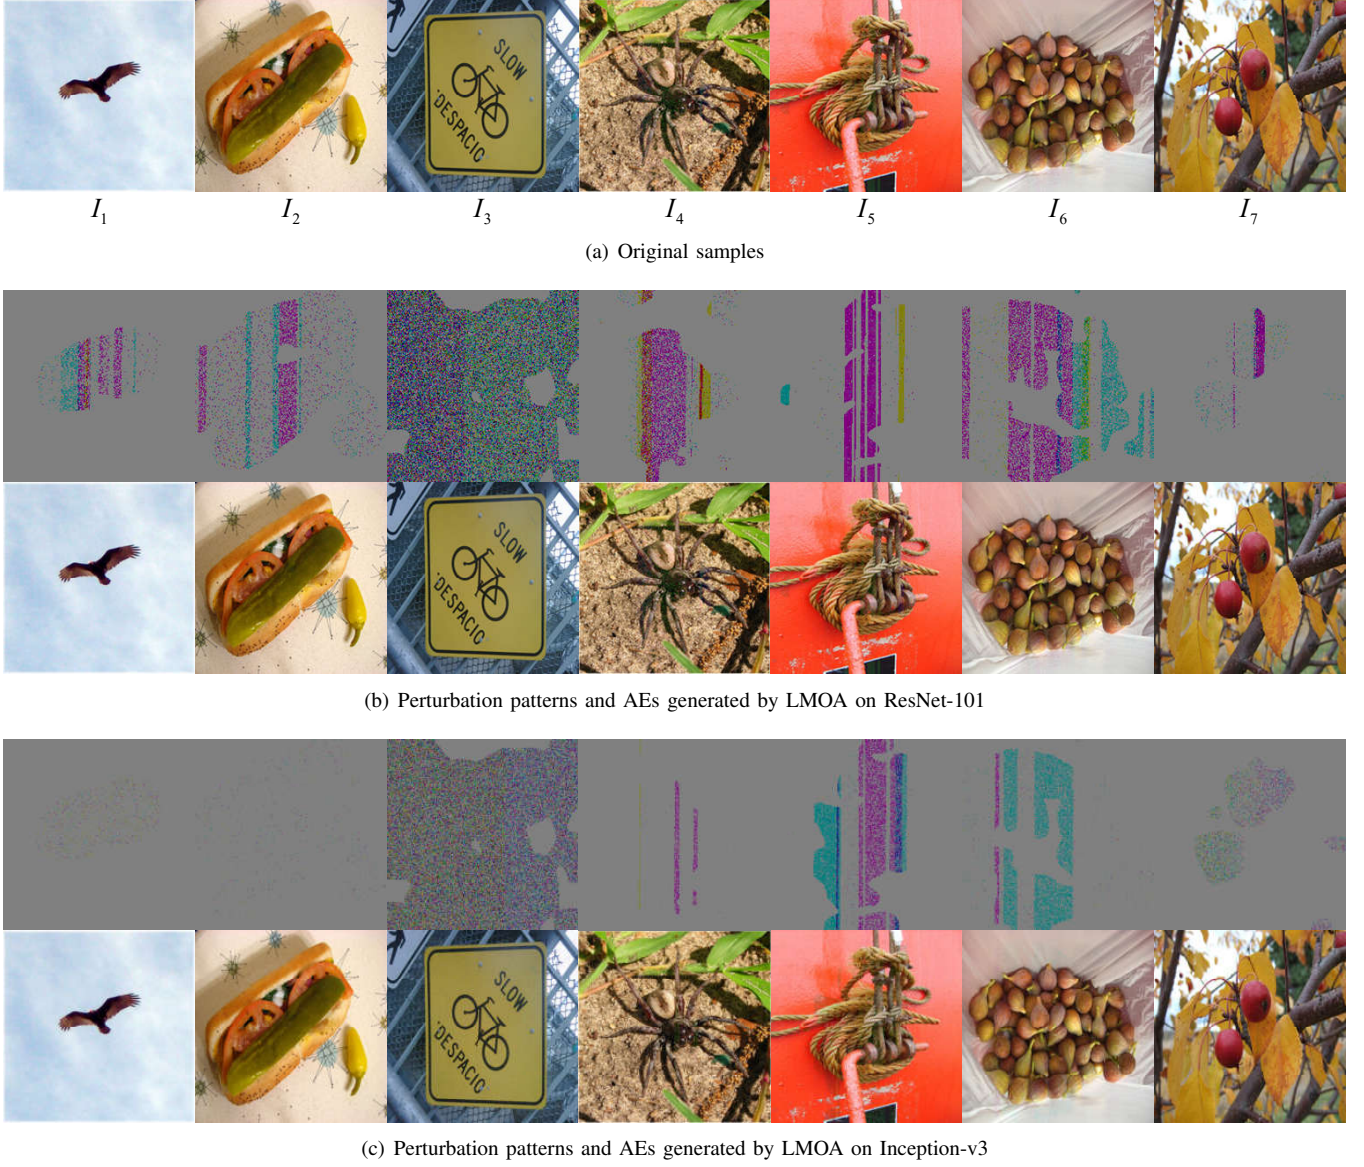 SLOW
DESPACIO
I1 I2 I3 I4 I5 I6 I7
(a) Original samples
SLOW
DESPACIO
(b) Perturbation patterns and AEs generated by LMOA on ResNet-101
SLOW
DESPACIO
(c) Perturbation patterns and AEs generated by LMOA on Inception-v3